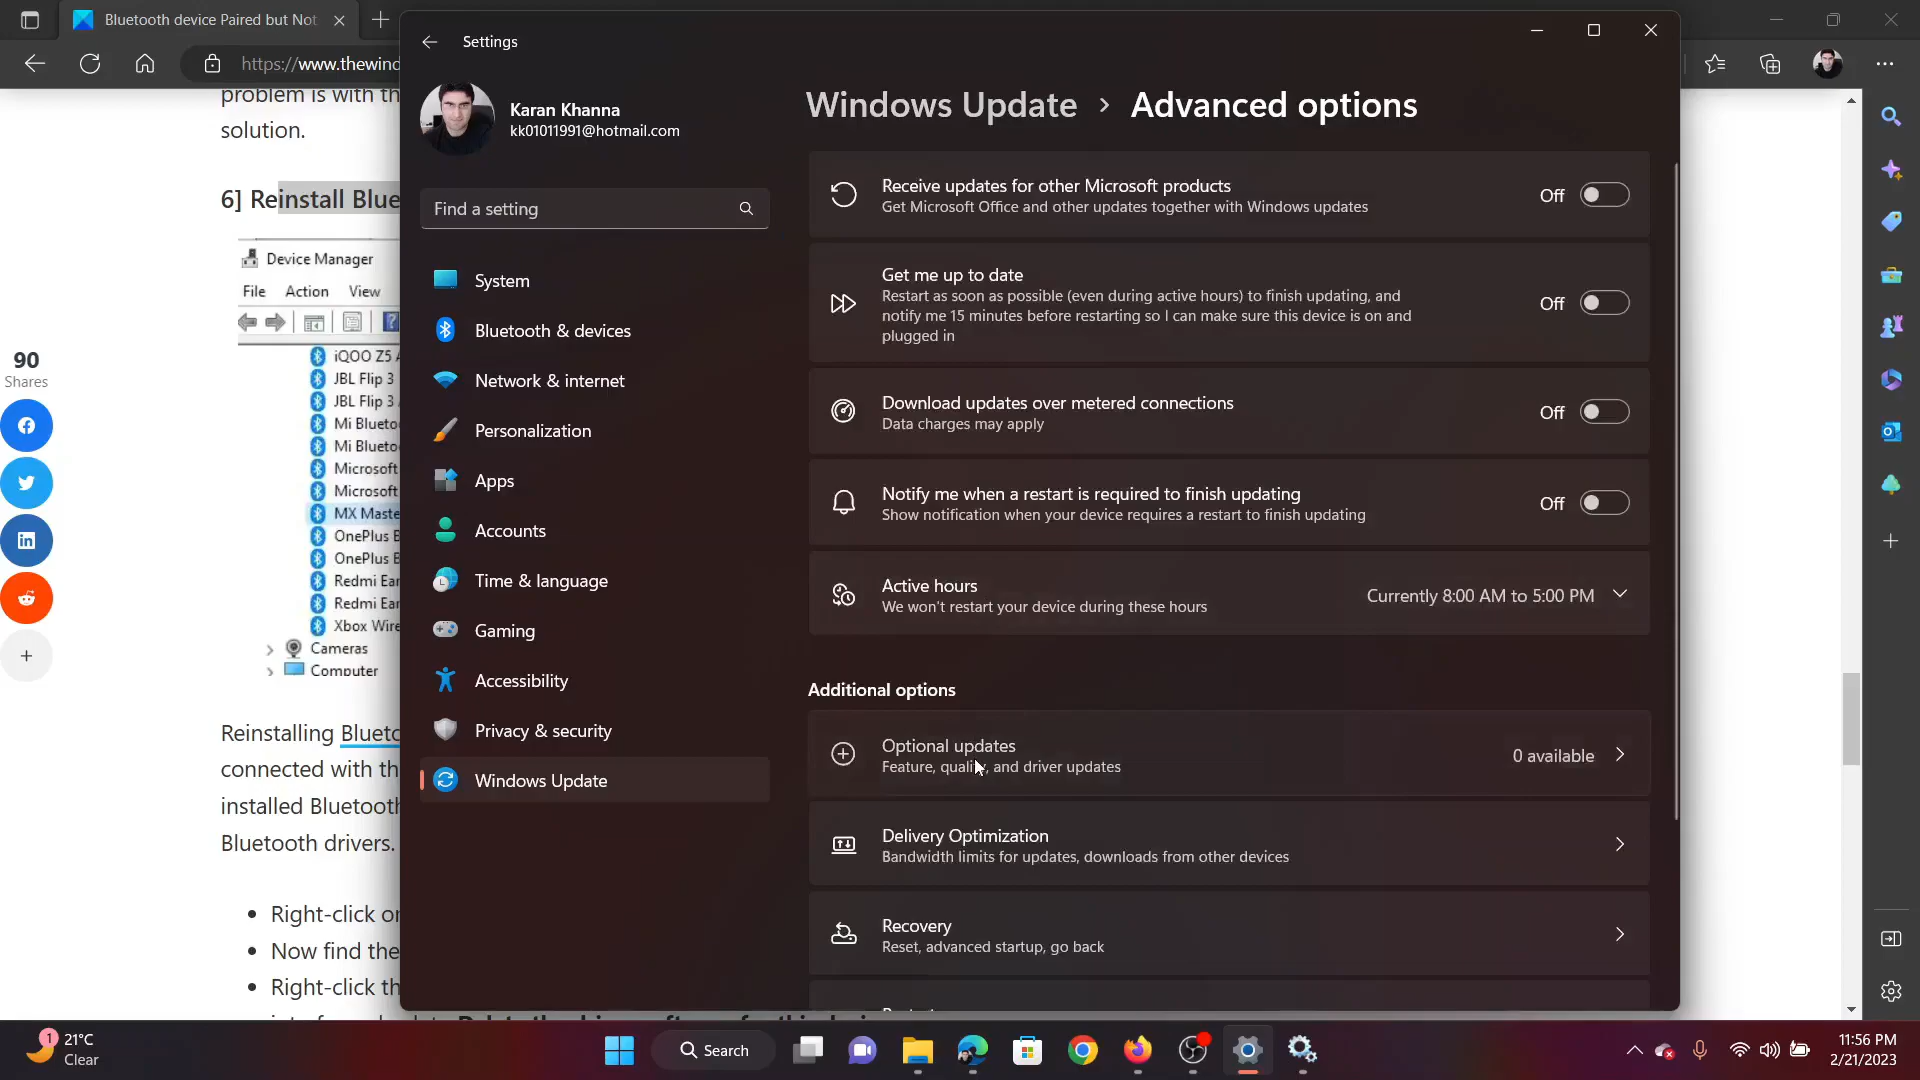 Bluetooth device Paired but Not
https://www.thewind
problem is with th
solution.
6] Reinstall Blue
Device Manager
File Action View
iQOO Z5
JBL Flip 3
JBL Flip 3
Mi Blueto
Mi Blueto
Microsoft
Microsoft
MX Maste
OnePlus B
OnePlus B
Redmi Ear
Redmi Ear
Xbox Wire
Cameras
Computer
90
Shares
Reinstalling Blueto
connected with th
installed Bluetooth
Bluetooth drivers.
Right-click on
Now find the
Right-click th
Settings
Karan Khanna
kk01011991@hotmail.com
Find a setting
System
Bluetooth & devices
Network & internet
Personalization
Apps
Accounts
Time & language
Gaming
Accessibility
Privacy & security
Windows Update
Windows Update > Advanced options
Receive updates for other Microsoft products
Get Microsoft Office and other updates together with Windows updates
Off
Get me up to date
Restart as soon as possible (even during active hours) to finish updating, and
notify me 15 minutes before restarting so I can make sure this device is on and
plugged in
Off
Download updates over metered connections
Data charges may apply
Off
Notify me when a restart is required to finish updating
Show notification when your device requires a restart to finish updating
Off
Active hours
We won't restart your device during these hours
Currently 8:00 AM to 5:00 PM
Additional options
Optional updates
Feature, quality, and driver updates
0 available
Delivery Optimization
Bandwidth limits for updates, downloads from other devices
Recovery
Reset, advanced startup, go back
1
21°C
Clear
Search
11:56 PM
2/21/2023